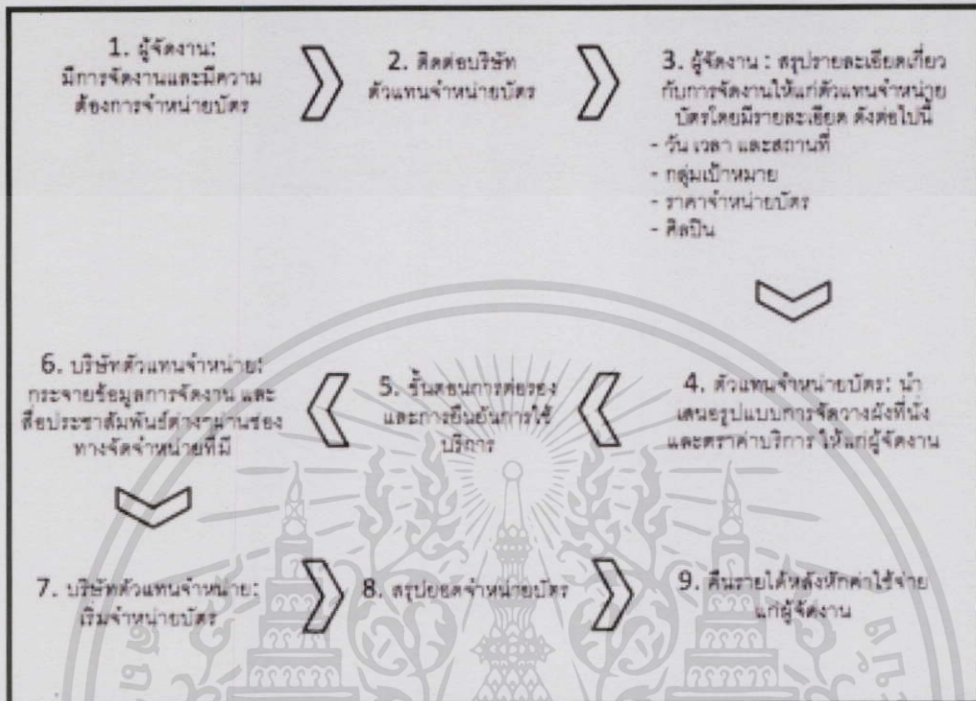 1. ผู้จัดงาน:
มีการจัดงานและมีความ
ต้องการจำหน่ายบัตร
2. ติดต่อบริษัท
ตัวแทนจำหน่ายบัตร
3. ผู้จัดงาน : สรุปรายละเอียดเกี่ยว
กับการจัดงานให้แก่ตัวแทนจำหน่าย
บัตรโดยมีรายละเอียด ดังต่อไปนี้
- วัน เวลา และสถานที่
- กลุ่มเป้าหมาย
- ราคาจำหน่ายบัตร
- ศิลปิน
4. ตัวแทนจำหน่ายบัตร: นำ
เสนอรูปแบบการจัดวางผังที่นั่ง
และตราค่าบริการ ให้แก่ผู้จัดงาน
5. ขั้นตอนการต่อรอง
และการยืนยันการใช้
บริการ
6. บริษัทตัวแทนจำหน่าย:
กระจายข้อมูลการจัดงาน และ
สื่อประชาสัมพันธ์ต่างๆผ่านช่อง
ทางจัดจำหน่ายที่มี
7. บริษัทตัวแทนจำหน่าย:
เริ่มจำหน่ายบัตร
8. สรุปยอดจำหน่ายบัตร
9. คืนรายได้หลังหักค่าใช้จ่าย
แก่ผู้จัดงาน